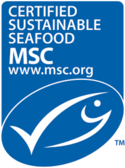 CERTIFIED
SUSTAINABLE
SEAFOOD
MSC
www.msc.org
TM